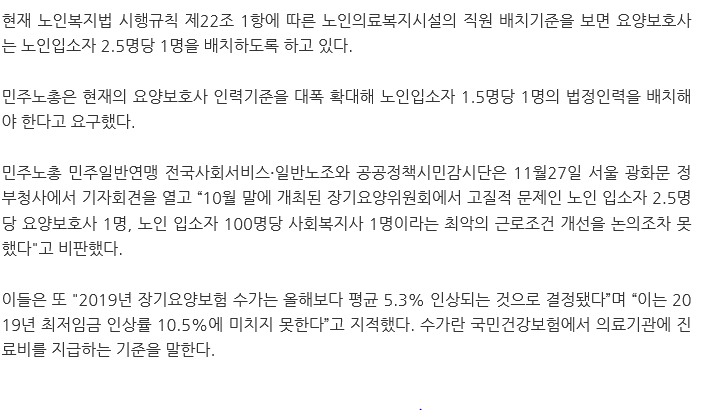 현재 노인복지법 시행규칙 제22조 1항에 따른 노인의료복지시설의 직원 배치기준을 보면 요양보호사
는 노인입소자 2.5명당 1명을 배치하도록 하고 있다.
민주노총은 현재의 요양보호사 인력기준을 대폭 확대해 노인입소자 1.5명당 1명의 법정인력을 배치해
야 한다고 요구했다.
민주노총 민주일반연맹 전국사회서비스·일반노조와 공공정책시민감시단은 11월27일 서울 광화문 정
부청사에서 기자회견을 열고 “10월 말에 개최된 장기요양위원회에서 고질적 문제인 노인 입소자 2.5명
당 요양보호사 1명, 노인 입소자 100명당 사회복지사 1명이라는 최악의 근로조건 개선을 논의조차 못
했다"고 비판했다.
이들은 또 "2019년 장기요양보험 수가는 올해보다 평균 5.3% 인상되는 것으로 결정됐다”며 “이는 20
19년 최저임금 인상률 10.5%에 미치지 못한다”고 지적했다. 수가란 국민건강보험에서 의료기관에 진
료비를 지급하는 기준을 말한다.